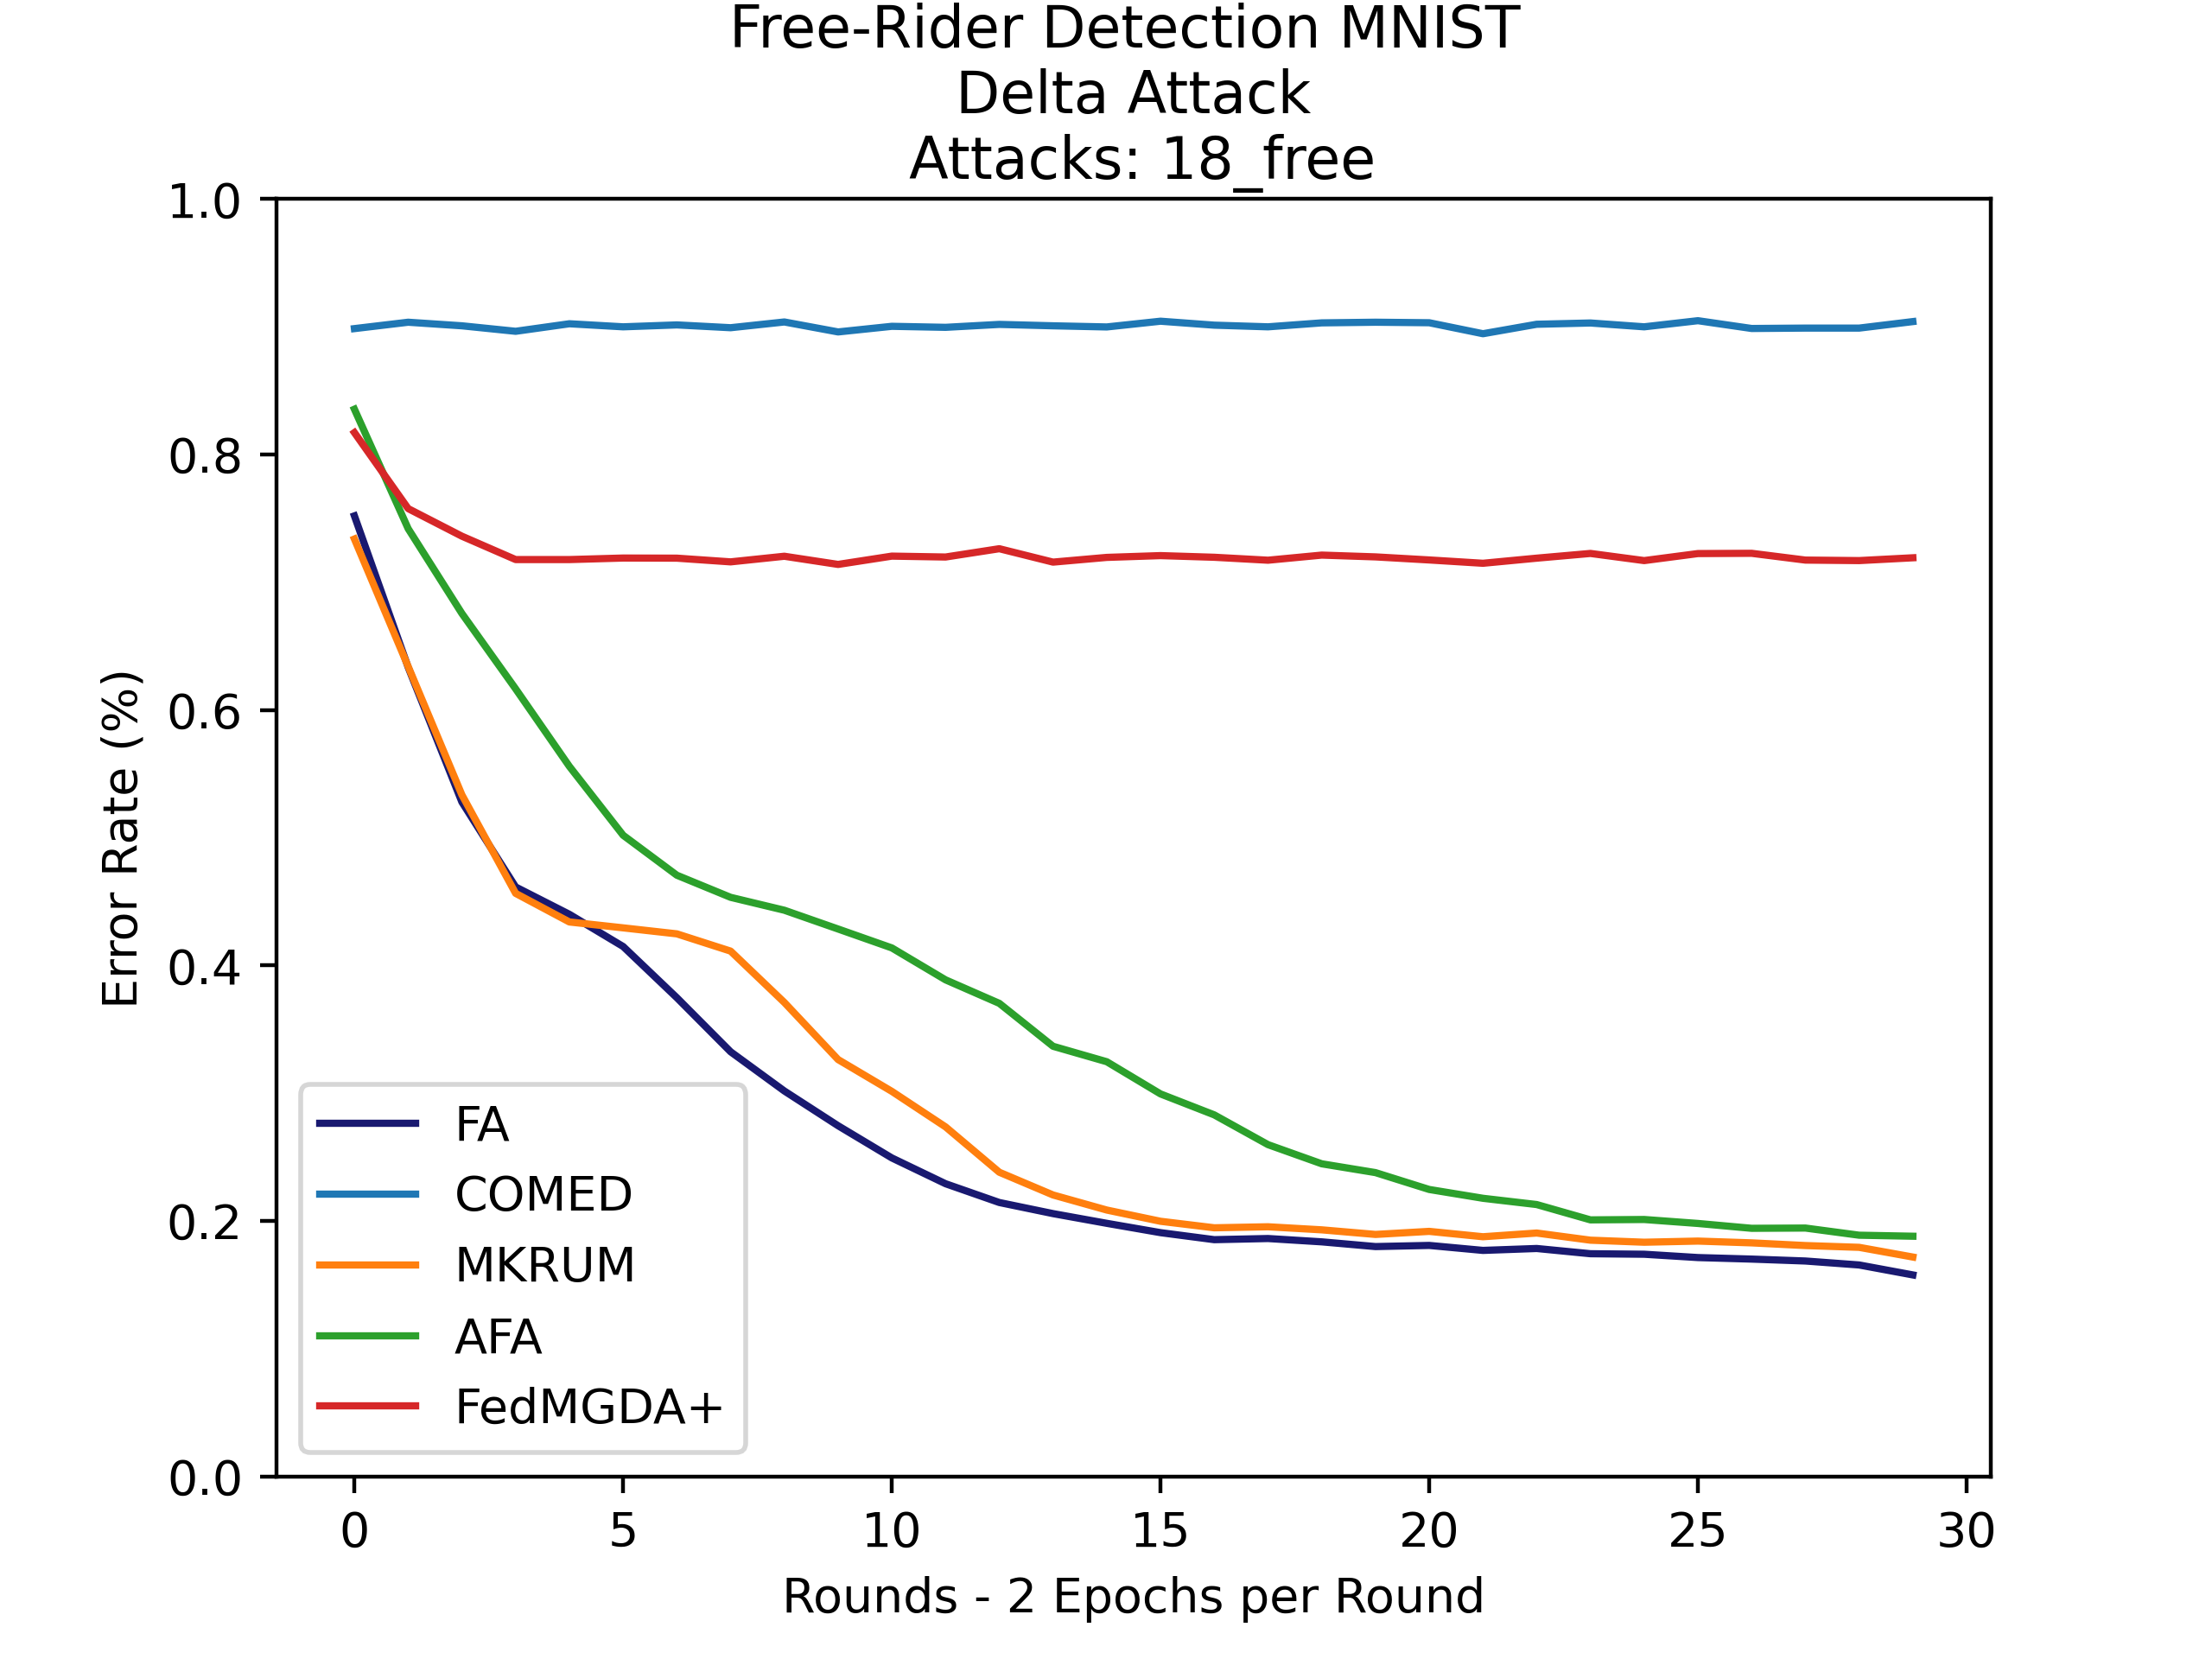 Free-Rider Detection MNIST
Delta Attack
Attacks: 18_free
1.0
0.8
0.6
0.4
0.2
0.0
Error Rate (%)
FA
COMED
MKRUM
AFA
FedMGDA+
0 5 10 15 20 25 30
Rounds - 2 Epochs per Round